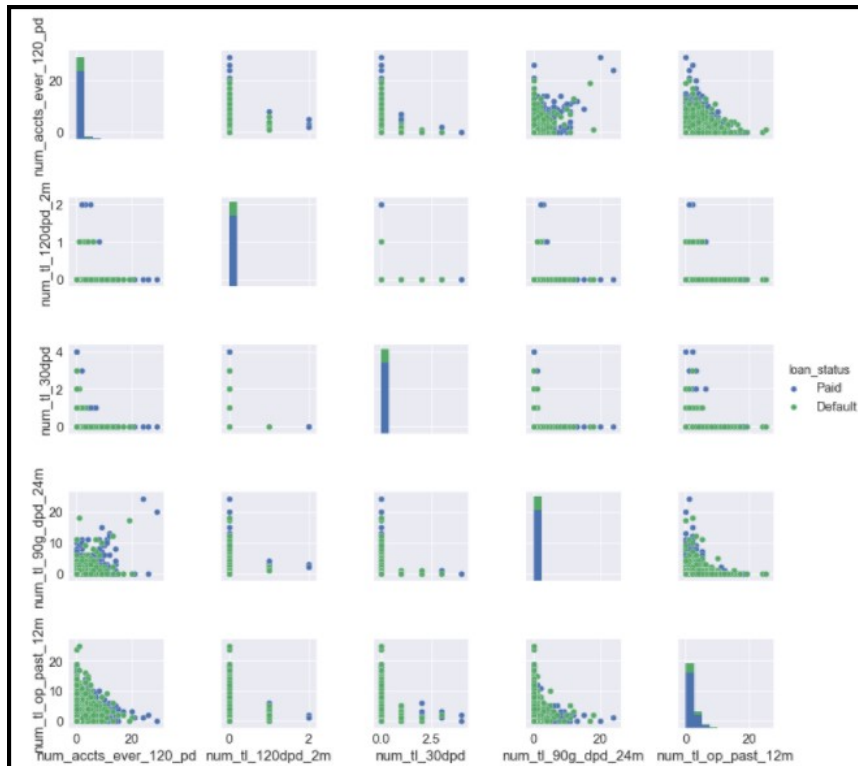 num_accts_ever_120_pd
20
0
num_tl_120dpd_2m
2
1
0
num_tl_30dpd
4
2
0
loan_status
Paid
Default
num_tl_90g_dpd_24m
20
10
0
num_tl_op_past_12m
20
10
0
0 20 0 2 0.0 2.5 0 20 0 20
num_accts_ever_120_pd num_tl_120dpd_2m num_tl_30dpd num_tl_90g_dpd_24m num_tl_op_past_12m